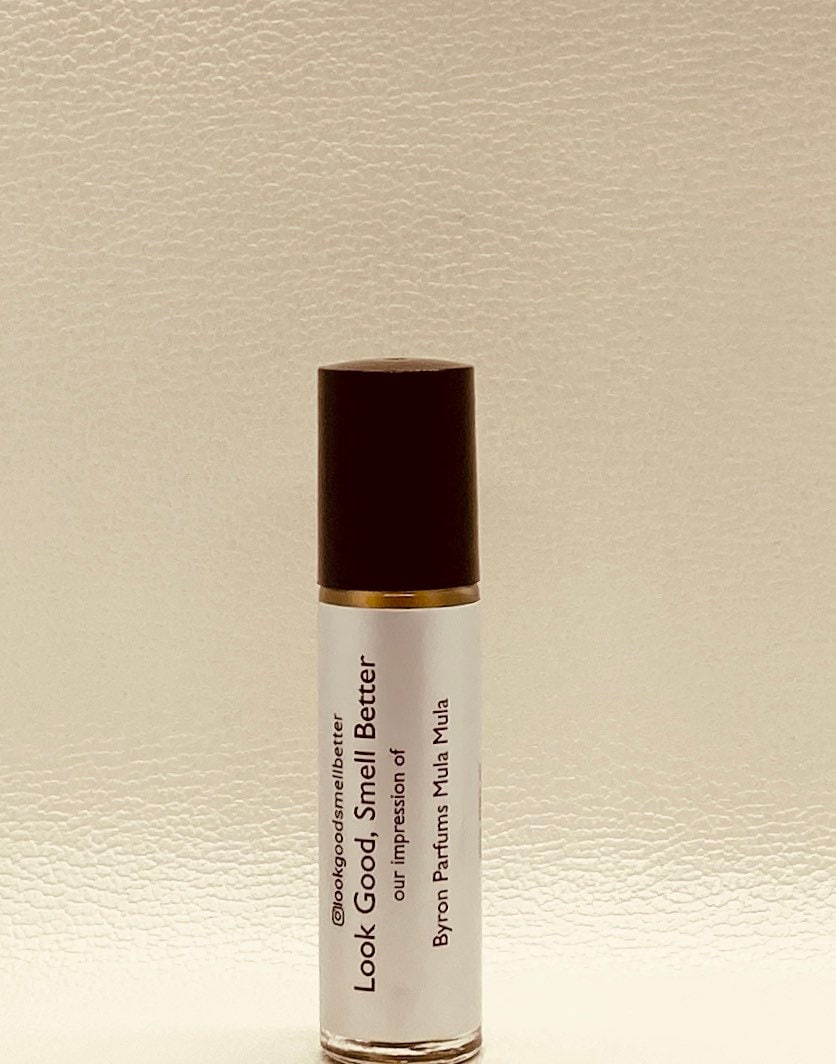 @lookgoodsmellbetter
Look Good, Smell Better
our impression of
Byron Parfums Mula Mula